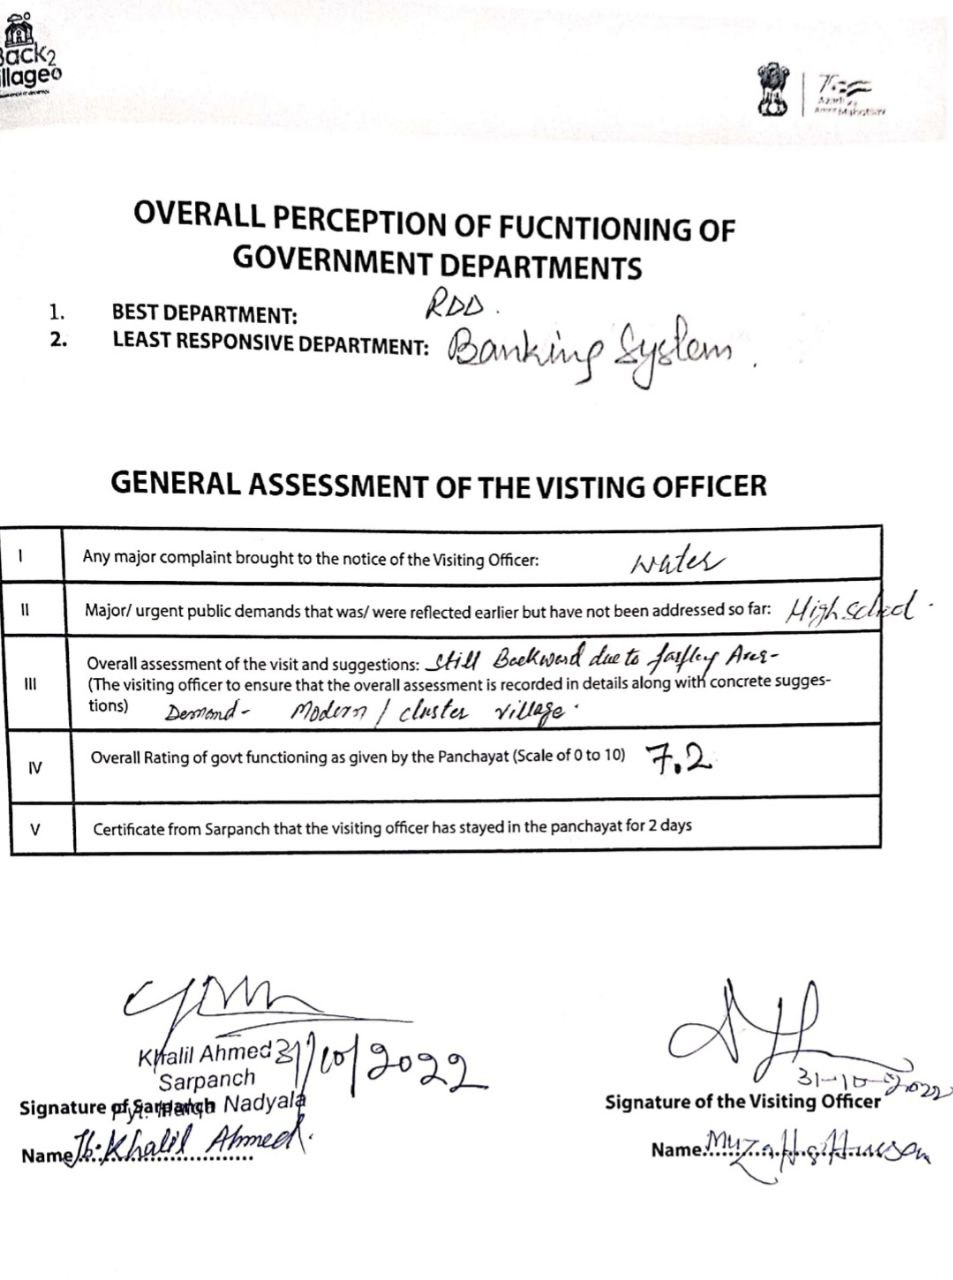 Back2
illage
75
Azadi Ka
Amrit Mahotsav
OVERALL PERCEPTION OF FUCNTIONING OF
GOVERNMENT DEPARTMENTS
1. BEST DEPARTMENT: RDD.
2. LEAST RESPONSIVE DEPARTMENT: Banking System.
GENERAL ASSESSMENT OF THE VISTING OFFICER
I Any major complaint brought to the notice of the Visiting Officer: water
II Major/ urgent public demands that was/ were reflected earlier but have not been addressed so far: High school.
III Overall assessment of the visit and suggestions: Still Backward due to
(The visiting officer to ensure that the overall assessment is recorded in details along with concrete sugges-
tions) Demand- Modern / cluster village.
IV Overall Rating of govt functioning as given by the Panchayat (Scale of 0 to 10) 7.2
V Certificate from Sarpanch that the visiting officer has stayed in the panchayat for 2 days
Khalil Ahmed 31/10/2022
Sarpanch
31-10-2022
Signature of Sarpanch Nadyala
Signature of the Visiting Officer
Name Khalil Ahmed.
Name